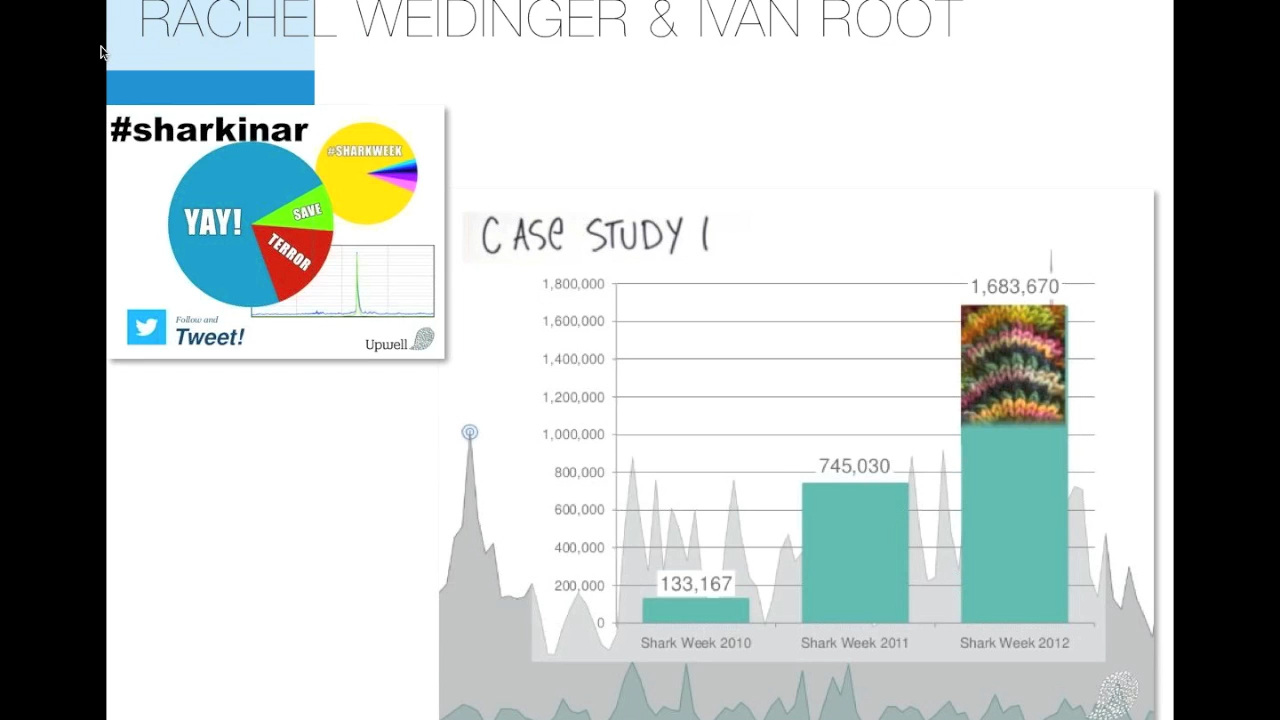 RACHEL WEIDINGER & IVAN ROOT
#sharkinar
#SHARKWEEK
YAY!
SAVE
TERROR
Follow and
Tweet!
Upwell
CASe STUDY 1
1,800,000
1,600,000
1,400,000
1,200,000
1,000,000
800,000
600,000
400,000
200,000
0
133,167
745,030
1,683,670
Shark Week 2010
Shark Week 2011
Shark Week 2012